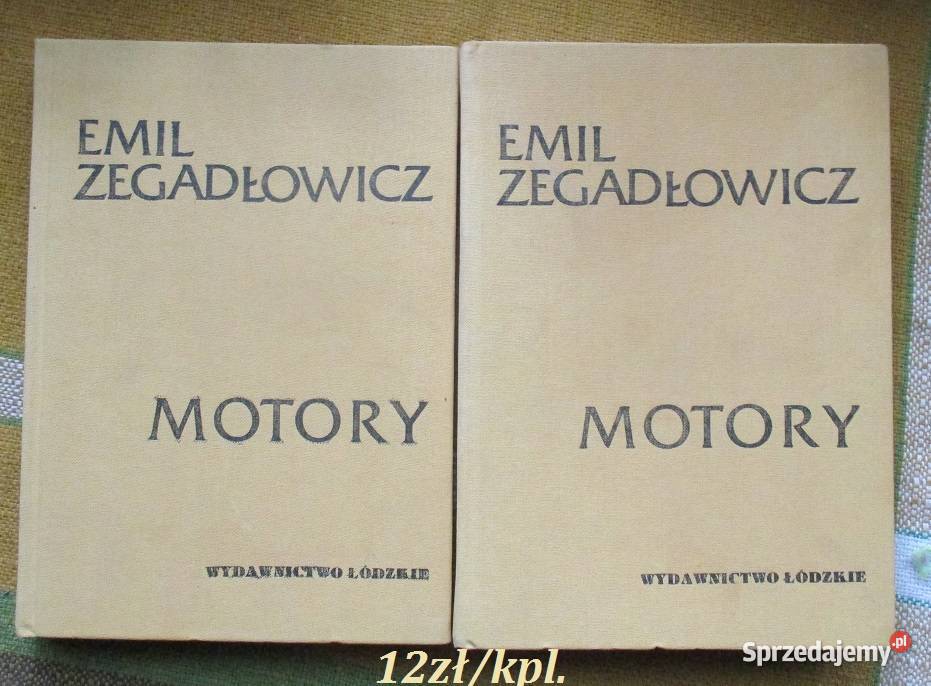 EMIL
ZEGADŁOWICZ
MOTORY
WYDAWNICTWO ŁÓDZKIE
EMIL
ZEGADŁOWICZ
MOTORY
WYDAWNICTWO ŁÓDZKIE
12zł/kpl.
Sprzedajemy.pl